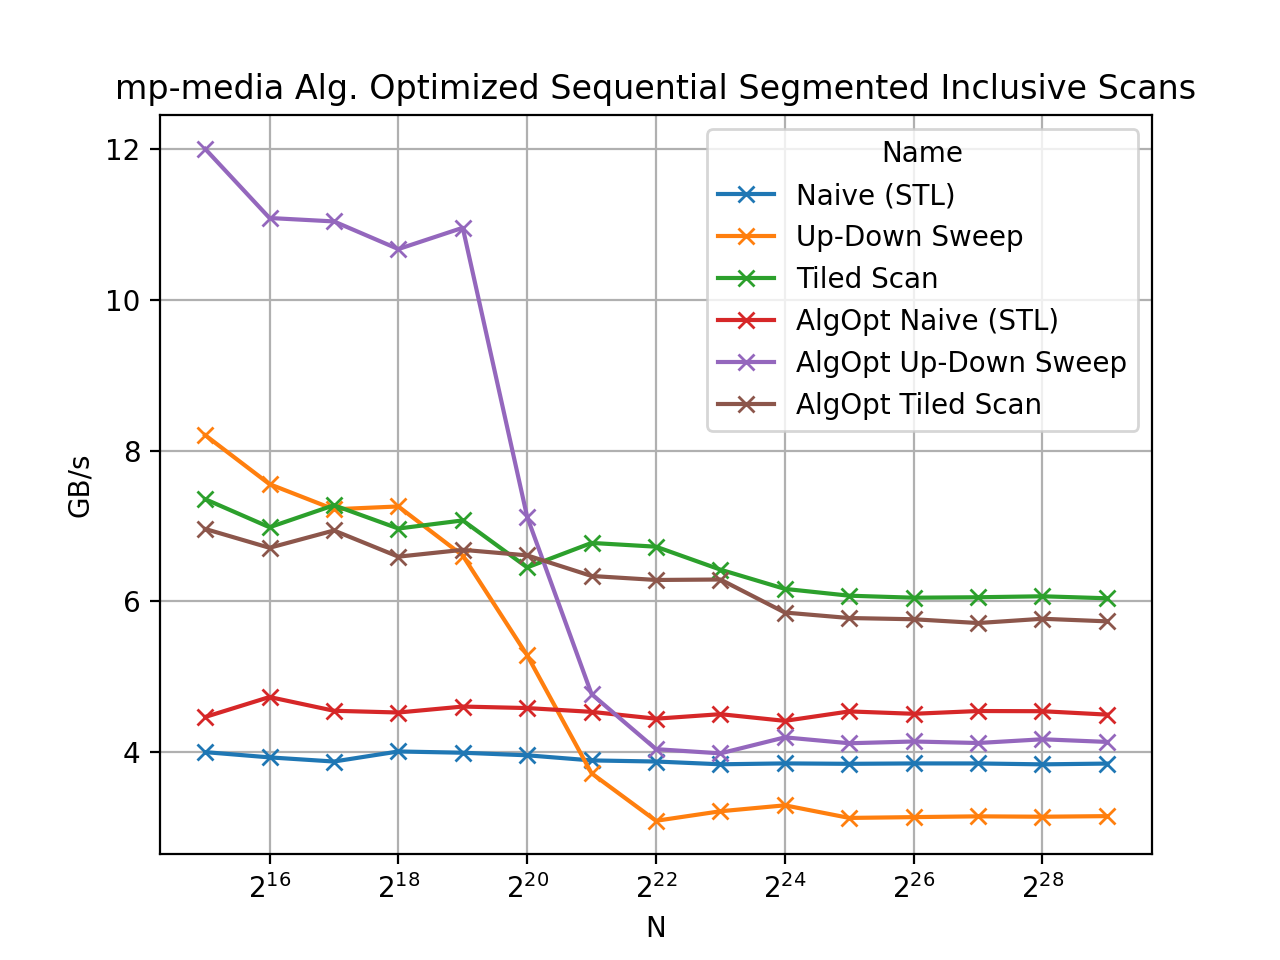 mp-media Alg. Optimized Sequential Segmented Inclusive Scans
12
10
8
6
4
GB/s
Name
Naive (STL)
Up-Down Sweep
Tiled Scan
AlgOpt Naive (STL)
AlgOpt Up-Down Sweep
AlgOpt Tiled Scan
2^16 2^18 2^20 2^22 2^24 2^26 2^28
N